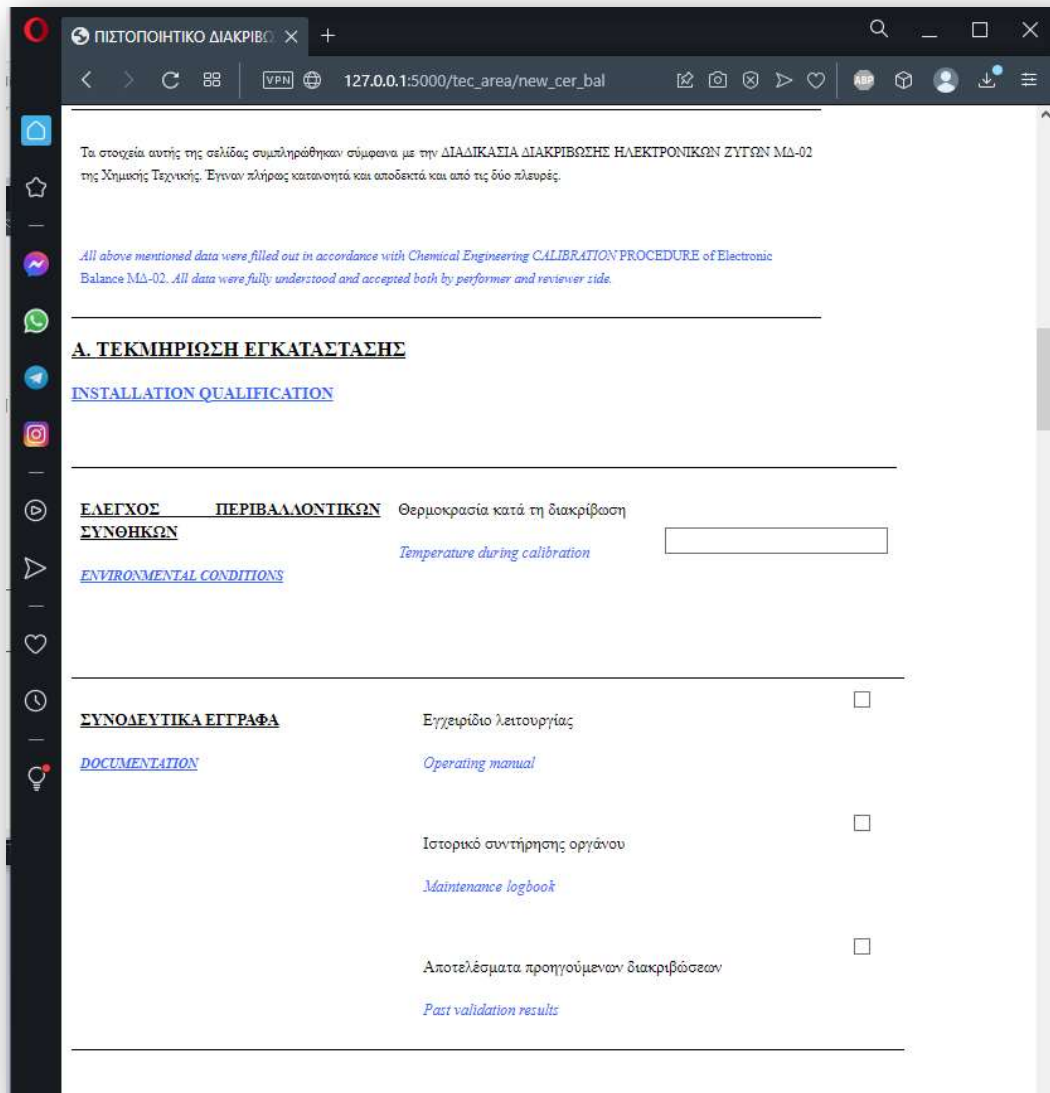 ΠΙΣΤΟΠΟΙΗΤΙΚΟ ΔΙΑΚΡΙΒΩ
VPN 127.0.0.1:5000/tec_area/new_cer_bal ABP
Τα στοιχεία αυτής της σελίδας συμπληρώθηκαν σύμφωνα με την ΔΙΑΔΙΚΑΣΙΑ ΔΙΑΚΡΙΒΩΣΗΣ ΗΛΕΚΤΡΟΝΙΚΩΝ ΖΥΓΩΝ ΜΔ-02
της Χημικής Τεχνικής. Έγιναν πλήρως κατανοητά και αποδεκτά και από τις δύο πλευρές.
All above mentioned data were filled out in accordance with Chemical Engineering CALIBRATION PROCEDURE of Electronic
Balance ΜΔ-02. All data were fully understood and accepted both by performer and reviewer side.
Α. ΤΕΚΜΗΡΙΩΣΗ ΕΓΚΑΤΑΣΤΑΣΗΣ
INSTALLATION QUALIFICATION
ΕΛΕΓΧΟΣ ΠΕΡΙΒΑΛΛΟΝΤΙΚΩΝ
ΣΥΝΘΗΚΩΝ
ENVIRONMENTAL CONDITIONS
Θερμοκρασία κατά τη διακρίβωση
Temperature during calibration
ΣΥΝΟΔΕΥΤΙΚΑ ΕΓΓΡΑΦΑ
DOCUMENTATION
Εγχειρίδιο λειτουργίας
Operating manual
Ιστορικό συντήρησης οργάνου
Maintenance logbook
Αποτελέσματα προηγούμενων διακριβώσεων
Past validation results